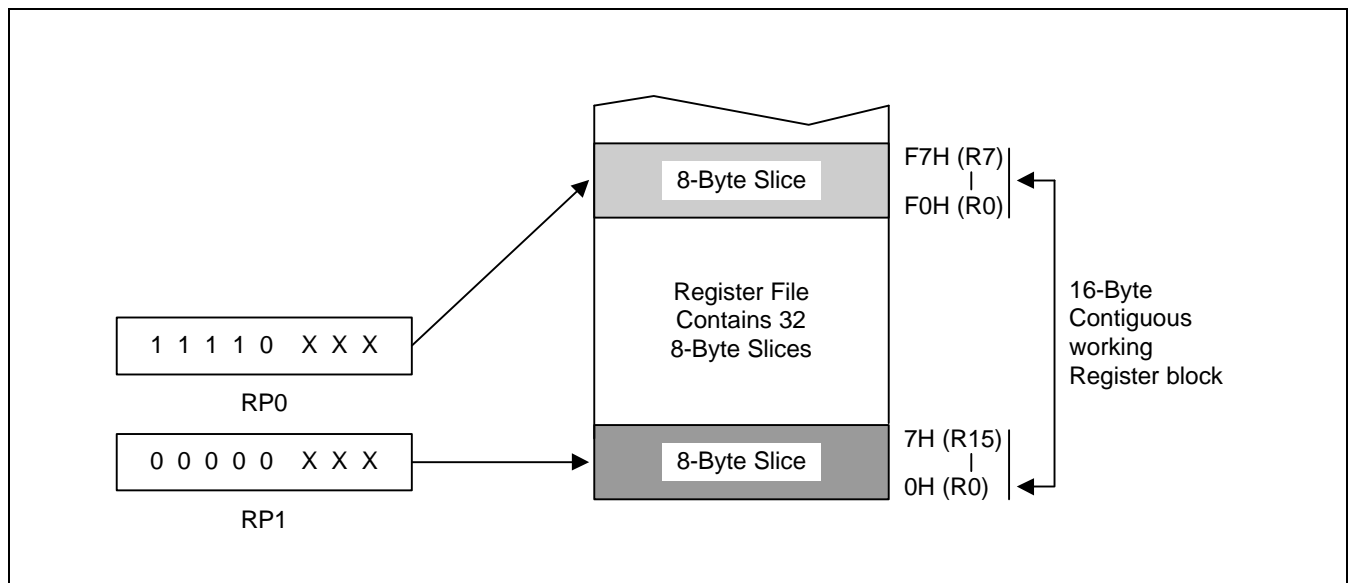 8-Byte Slice
F7H (R7)
F0H (R0)
Register File
Contains 32
8-Byte Slices
16-Byte
Contiguous
working
Register block
1 1 1 1 0 X X X
RP0
0 0 0 0 0 X X X
RP1
8-Byte Slice
7H (R15)
0H (R0)